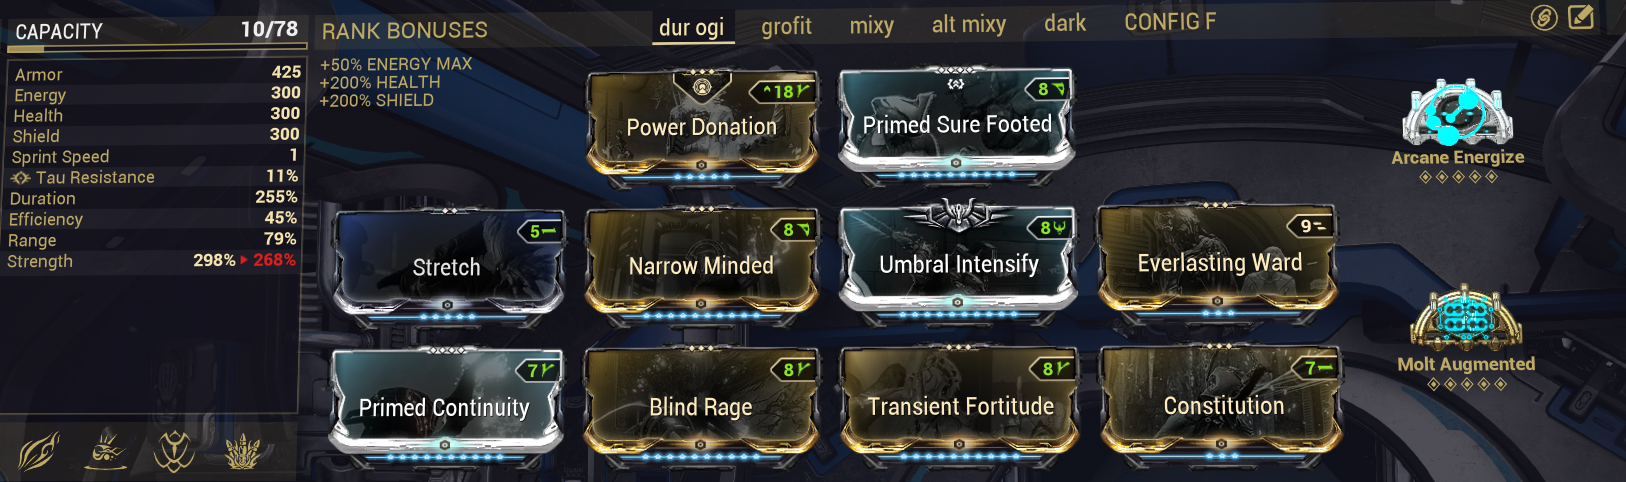 CAPACITY 10/78
Armor 425
Energy 300
Health 300
Shield 300
Sprint Speed 1
Tau Resistance 11%
Duration 255%
Efficiency 45%
Range 79%
Strength 298% 268%
RANK BONUSES
+50% ENERGY MAX
+200% HEALTH
+200% SHIELD
dur ogi grofit mixy alt mixy dark CONFIG F
18
Power Donation
8
Primed Sure Footed
5
Stretch
8
Narrow Minded
8
Umbral Intensify
9
Everlasting Ward
7
Primed Continuity
8
Blind Rage
8
Transient Fortitude
7
Constitution
Arcane Energize
Molt Augmented